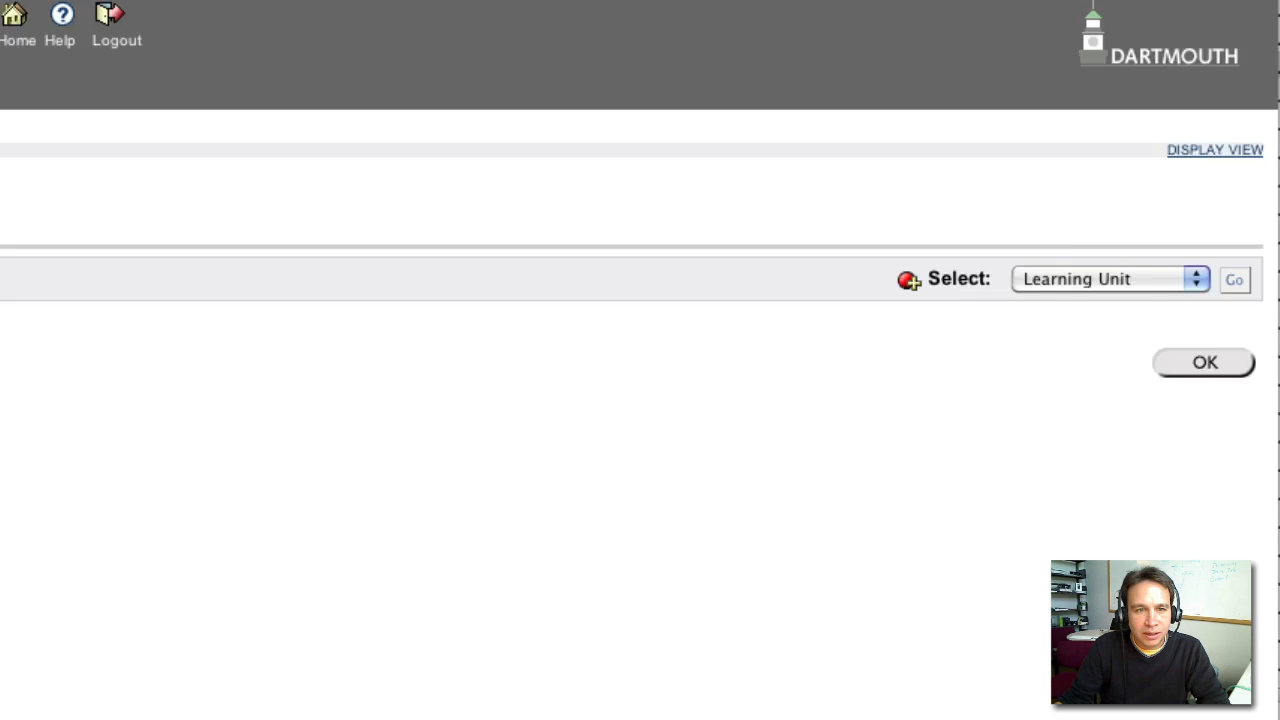 Home Help Logout
DARTMOUTH
DISPLAY VIEW
Select: Learning Unit Go
OK